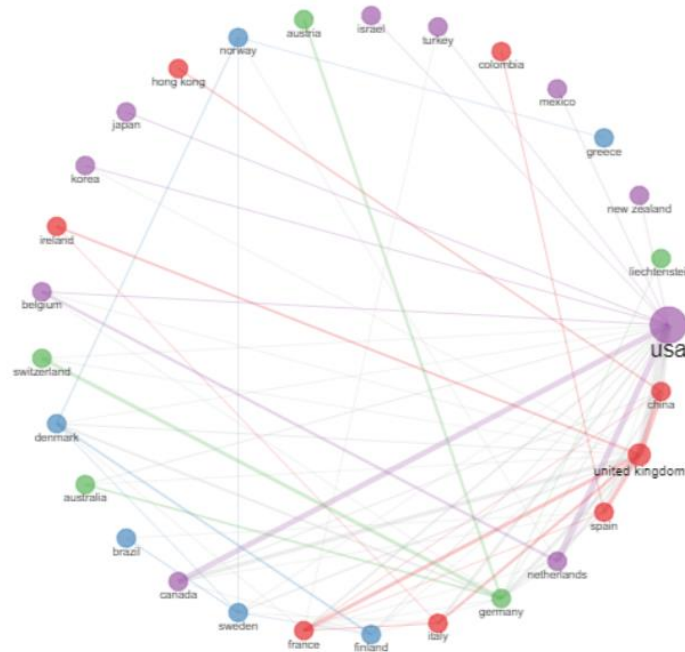 israel
austria
turkey
norway
colombia
hong kong
mexico
japan
greece
korea
new zealand
ireland
liechtenstein
belgium
usa
switzerland
china
denmark
united kingdom
australia
spain
brazil
netherlands
canada
germany
sweden
france
italy
finland